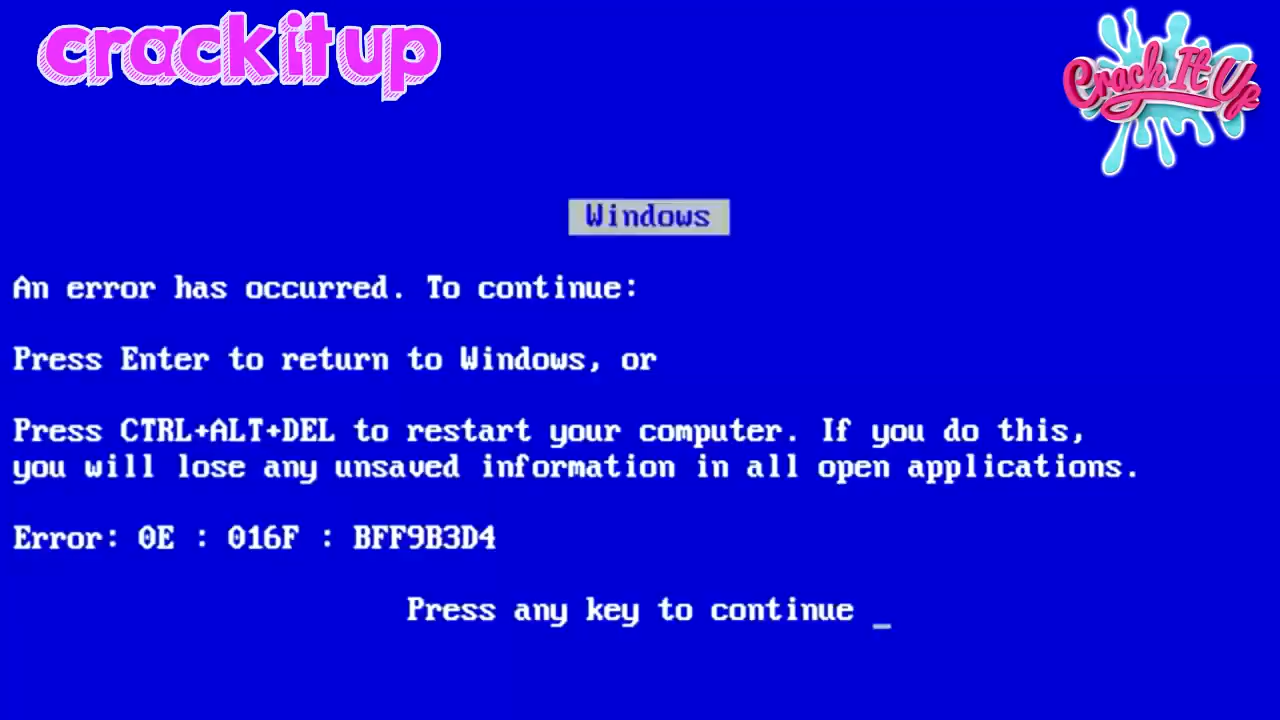 crackitup
Crack It Up
Windows
An error has occurred. To continue:
Press Enter to return to Windows, or
Press CTRL+ALT+DEL to restart your computer. If you do this,
you will lose any unsaved information in all open applications.
Error: 0E : 016F : BFF9B3D4
Press any key to continue _